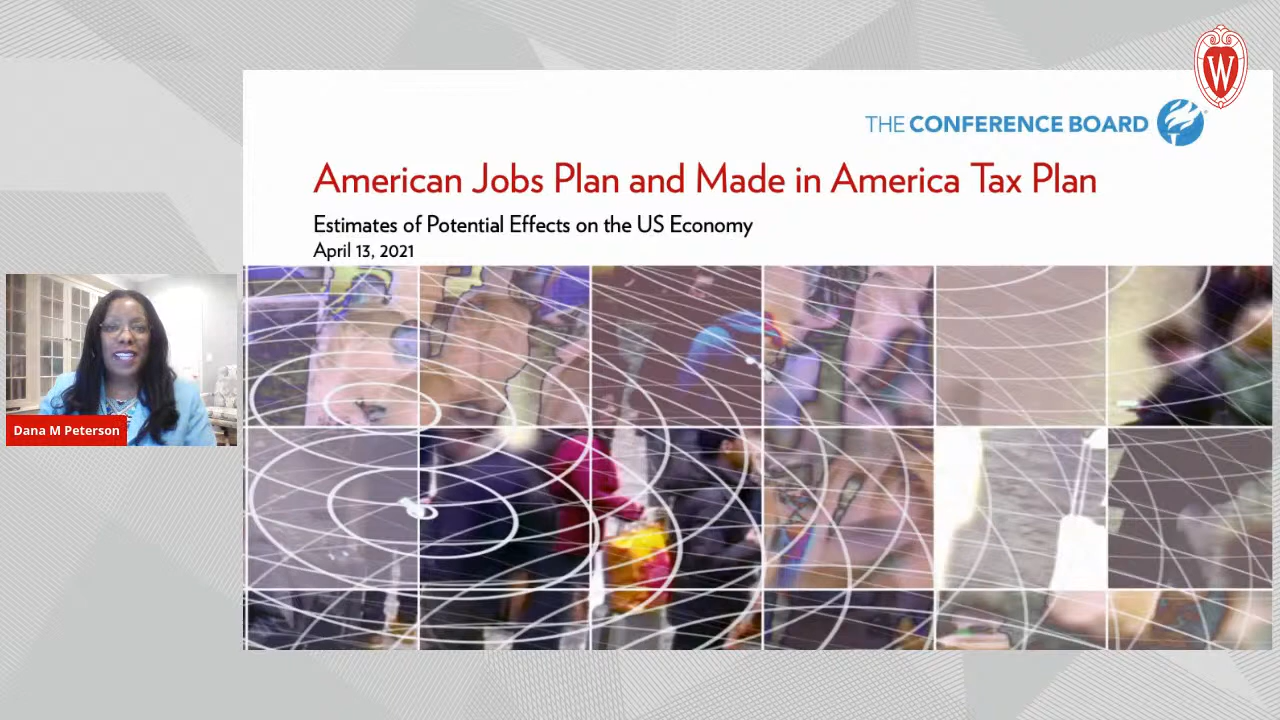 W
THE CONFERENCE BOARD
American Jobs Plan and Made in America Tax Plan
Estimates of Potential Effects on the US Economy
April 13, 2021
Dana M Peterson